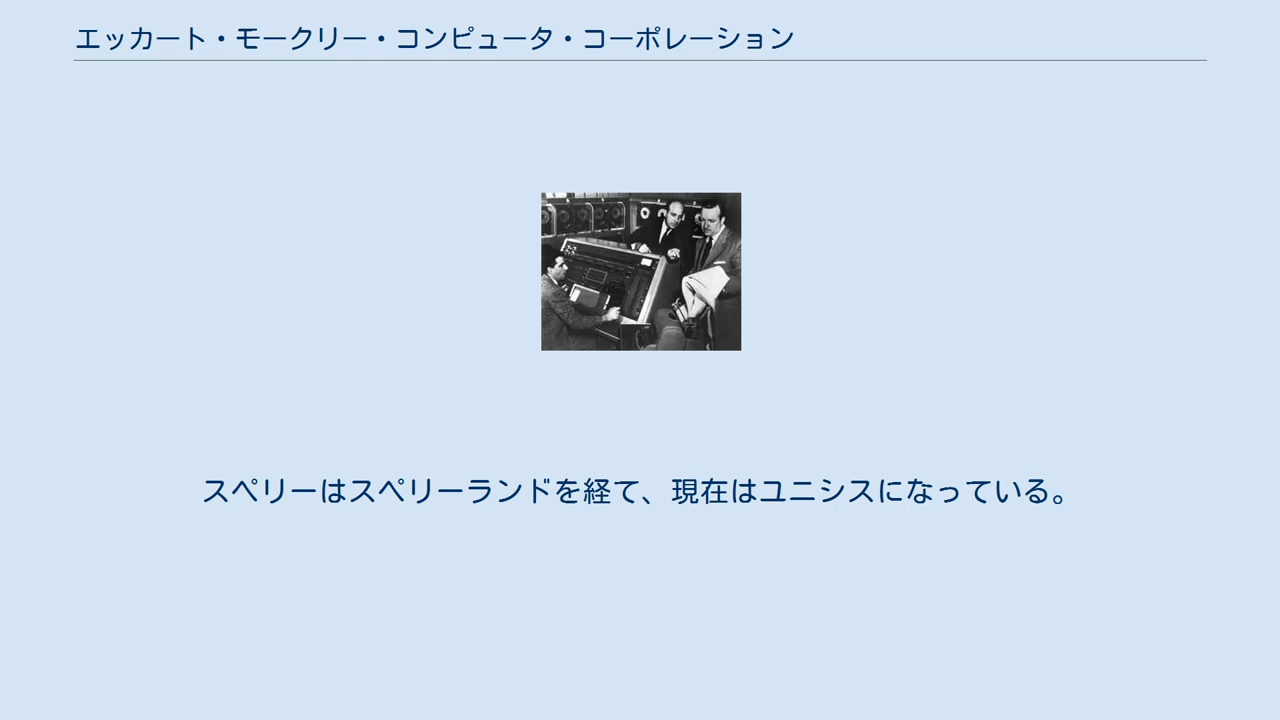 エッカート・モークリー・コンピュータ・コーポレーション
スペリーはスペリーランドを経て、現在はユニシスになっている。